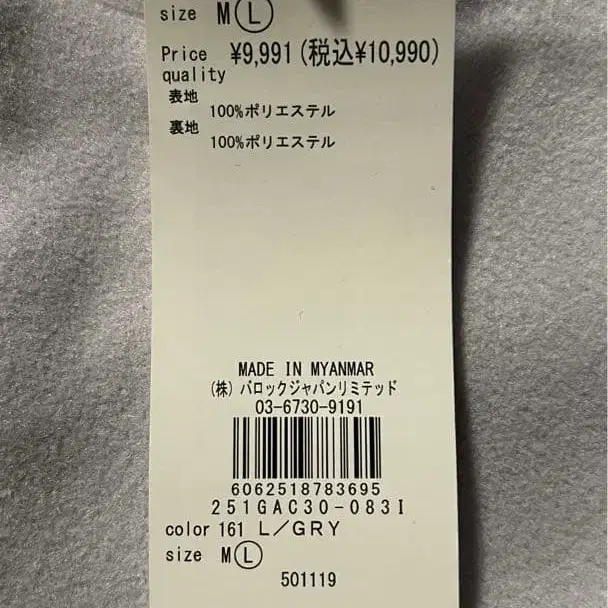 size M L
Price ¥9,991(税込¥10,990)
quality
表地
100%ポリエステル
裏地
100%ポリエステル
MADE IN MYANMAR
(株) バロックジャパンリミテッド
03-6730-9191
6062518783695
251GAC30-083I
color 161 L/GRY
size M L
501119